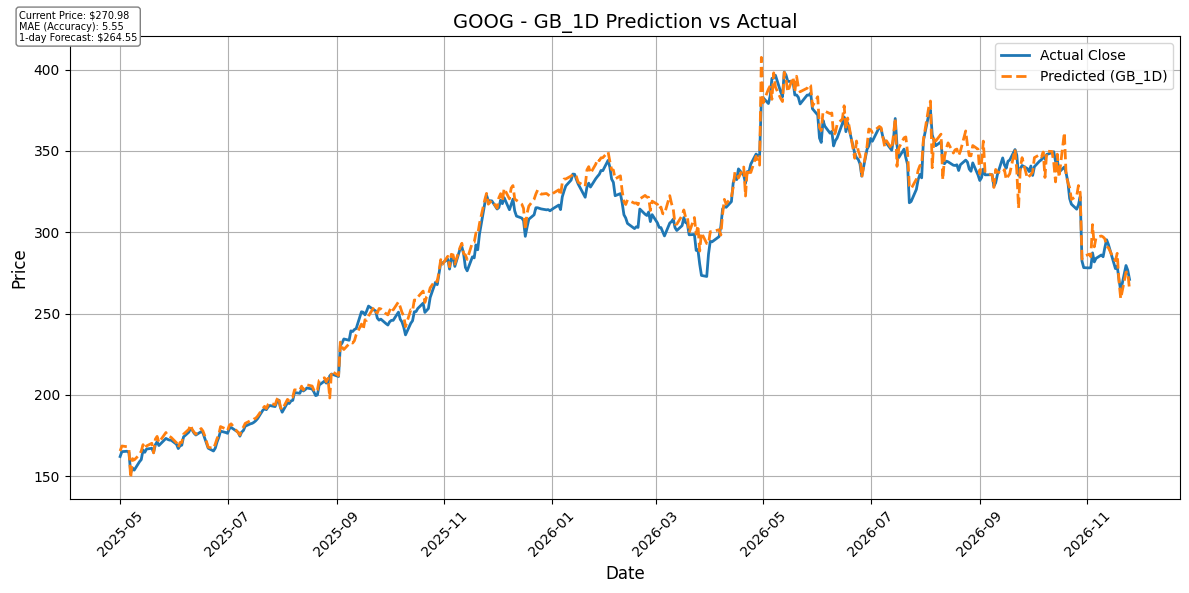 GOOG - GB_1D Prediction vs Actual
Current Price: $270.98
MAE (Accuracy): 5.55
1-day Forecast: $264.55
Actual Close
Predicted (GB_1D)
Price
400
350
300
250
200
150
2025-05
2025-07
2025-09
2025-11
2026-01
2026-03
2026-05
2026-07
2026-09
2026-11
Date